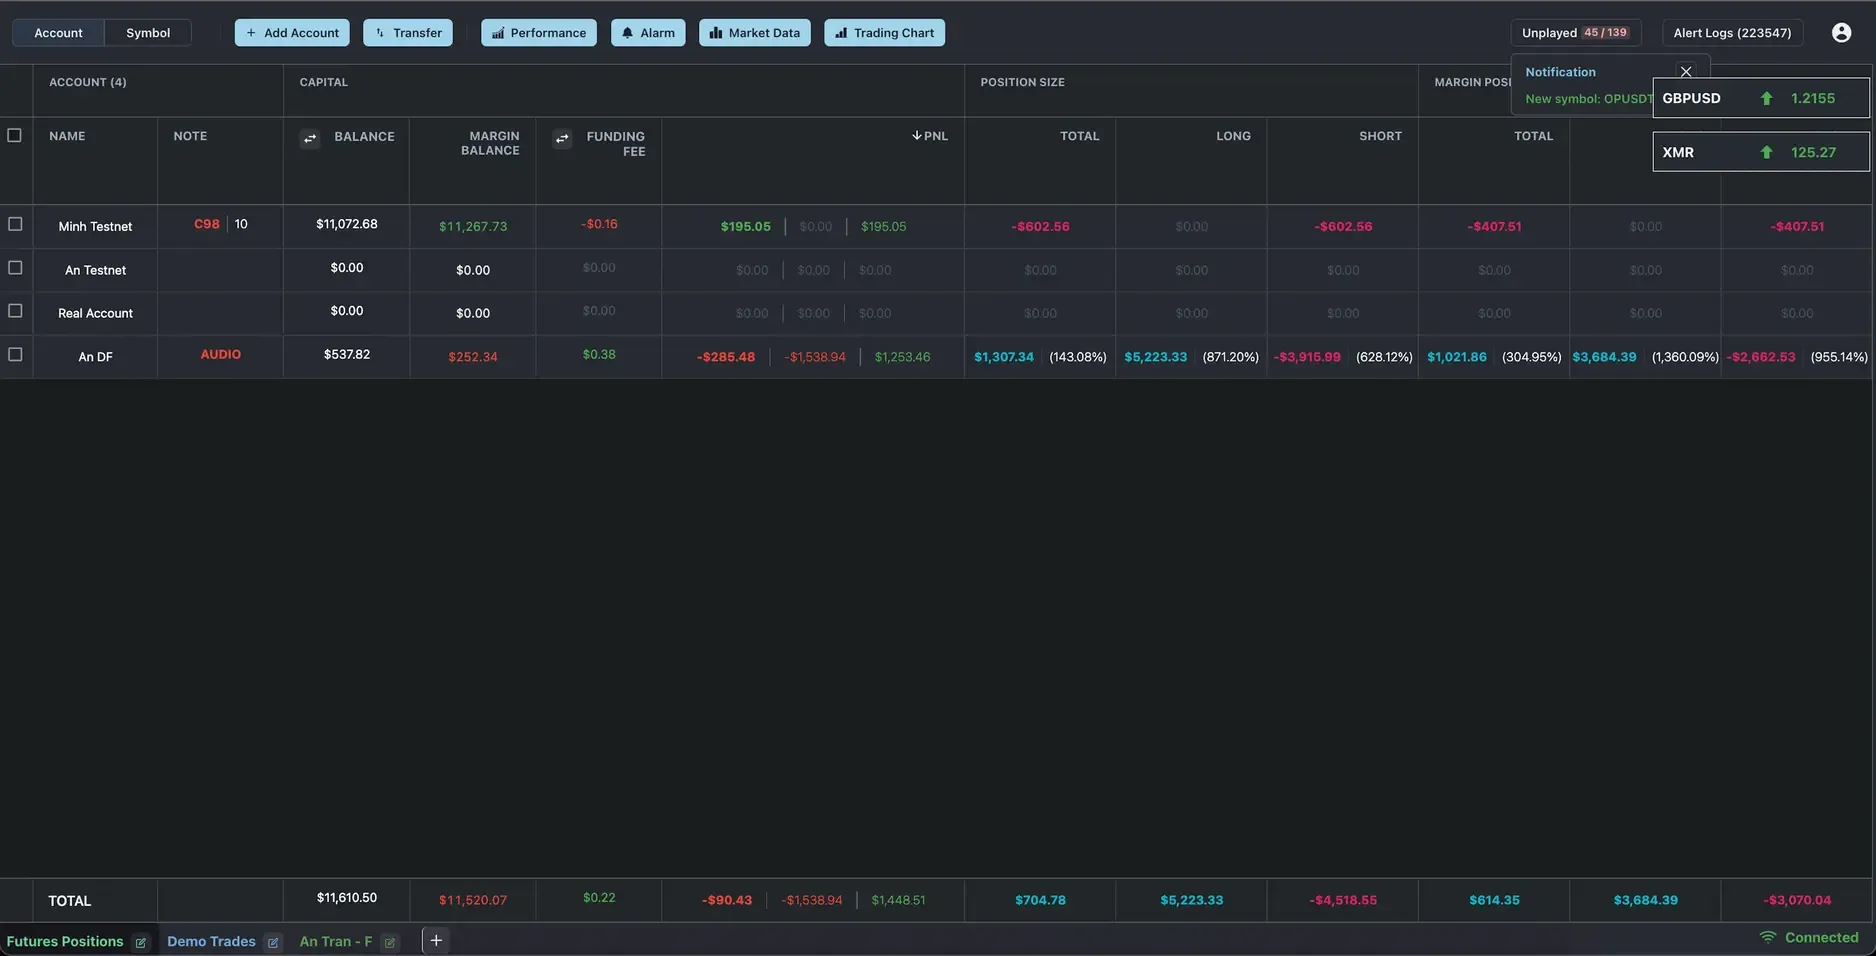 Account Symbol + Add Account Transfer Performance Alarm Market Data Trading Chart Unplayed 45 / 139 Alert Logs (223547)
ACCOUNT (4) CAPITAL POSITION SIZE MARGIN POSI
Notification
New symbol: OPUSDT
GBPUSD 1.2155
XMR 125.27
NAME NOTE BALANCE MARGIN BALANCE FUNDING FEE PNL TOTAL LONG SHORT TOTAL
Minh Testnet C98 10 $11,072.68 $11,267.73 -$0.16 $195.05 $0.00 $195.05 -$602.56 $0.00 -$602.56 -$407.51 $0.00 -$407.51
An Testnet $0.00 $0.00 $0.00 $0.00 $0.00 $0.00 $0.00 $0.00 $0.00 $0.00 $0.00 $0.00
Real Account $0.00 $0.00 $0.00 $0.00 $0.00 $0.00 $0.00 $0.00 $0.00 $0.00 $0.00 $0.00
An DF AUDIO $537.82 $252.34 $0.38 -$285.48 -$1,538.94 $1,253.46 $1,307.34 (143.08%) $5,223.33 (871.20%) -$3,915.99 (628.12%) $1,021.86 (304.95%) $3,684.39 (1,360.09%) -$2,662.53 (955.14%)
TOTAL $11,610.50 $11,520.07 $0.22 -$90.43 -$1,538.94 $1,448.51 $704.78 $5,223.33 -$4,518.55 $614.35 $3,684.39 -$3,070.04
Futures Positions Demo Trades An Tran - F + Connected